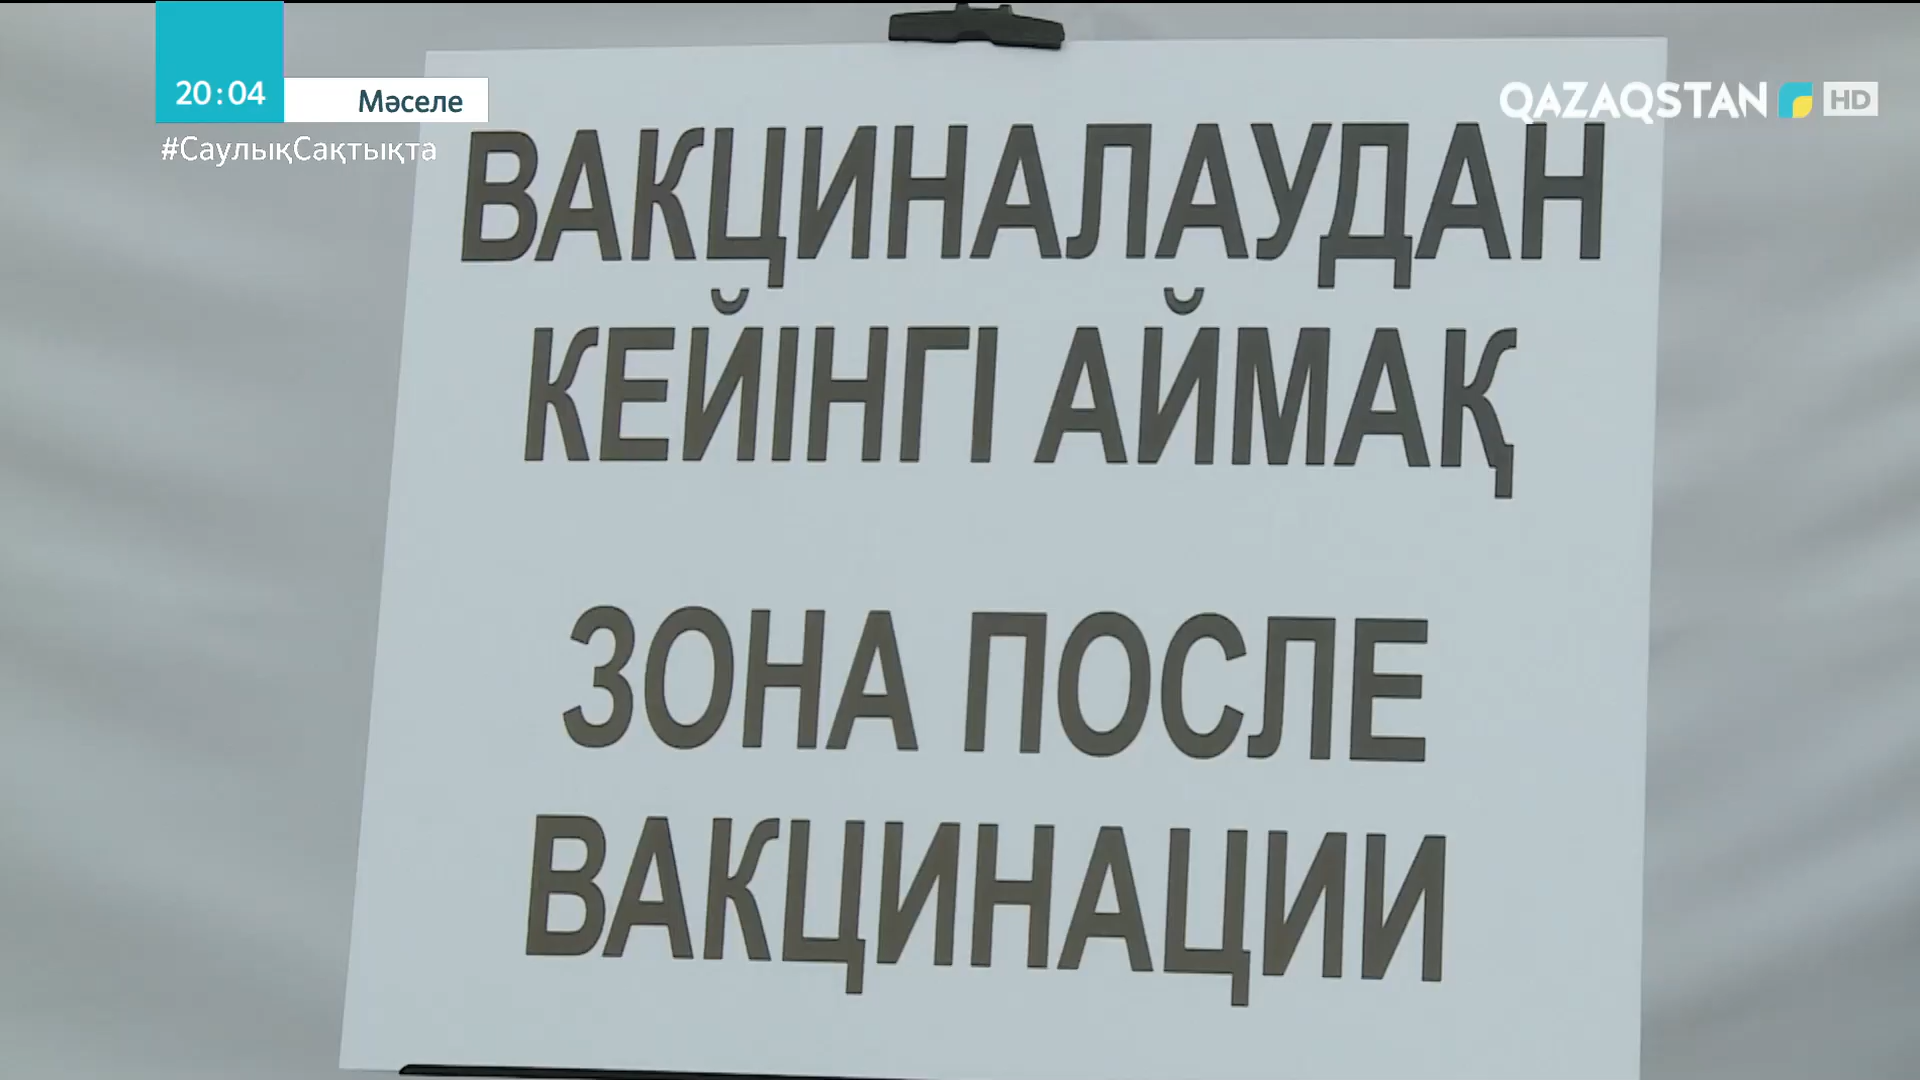 20:04
Мәселе
#СаулықСақтықта
QAZAQSTAN HD
ВАКЦИНАЛАУДАН
КЕЙІНГІ АЙМАҚ
ЗОНА ПОСЛЕ
ВАКЦИНАЦИИ